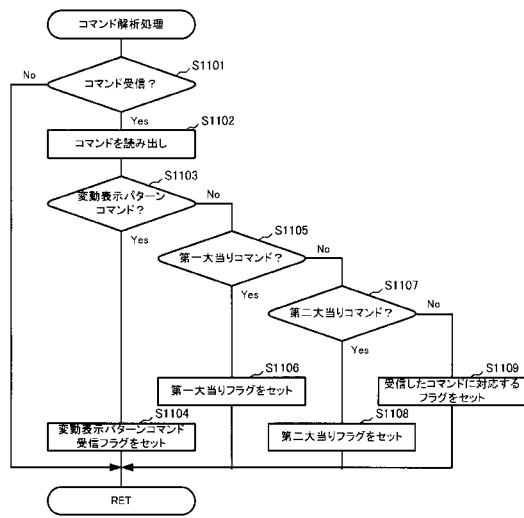 コマンド解析処理
S1101
No
コマンド受信？
Yes
S1102
コマンドを読み出し
S1103
変動表示パターン
コマンド？
No
Yes
S1105
第一大当りコマンド？
No
Yes
S1107
第二大当りコマンド？
No
Yes
S1106
第一大当りフラグをセット
S1109
受信したコマンドに対応する
フラグをセット
S1104
変動表示パターンコマンド
受信フラグをセット
S1108
第二大当りフラグをセット
RET